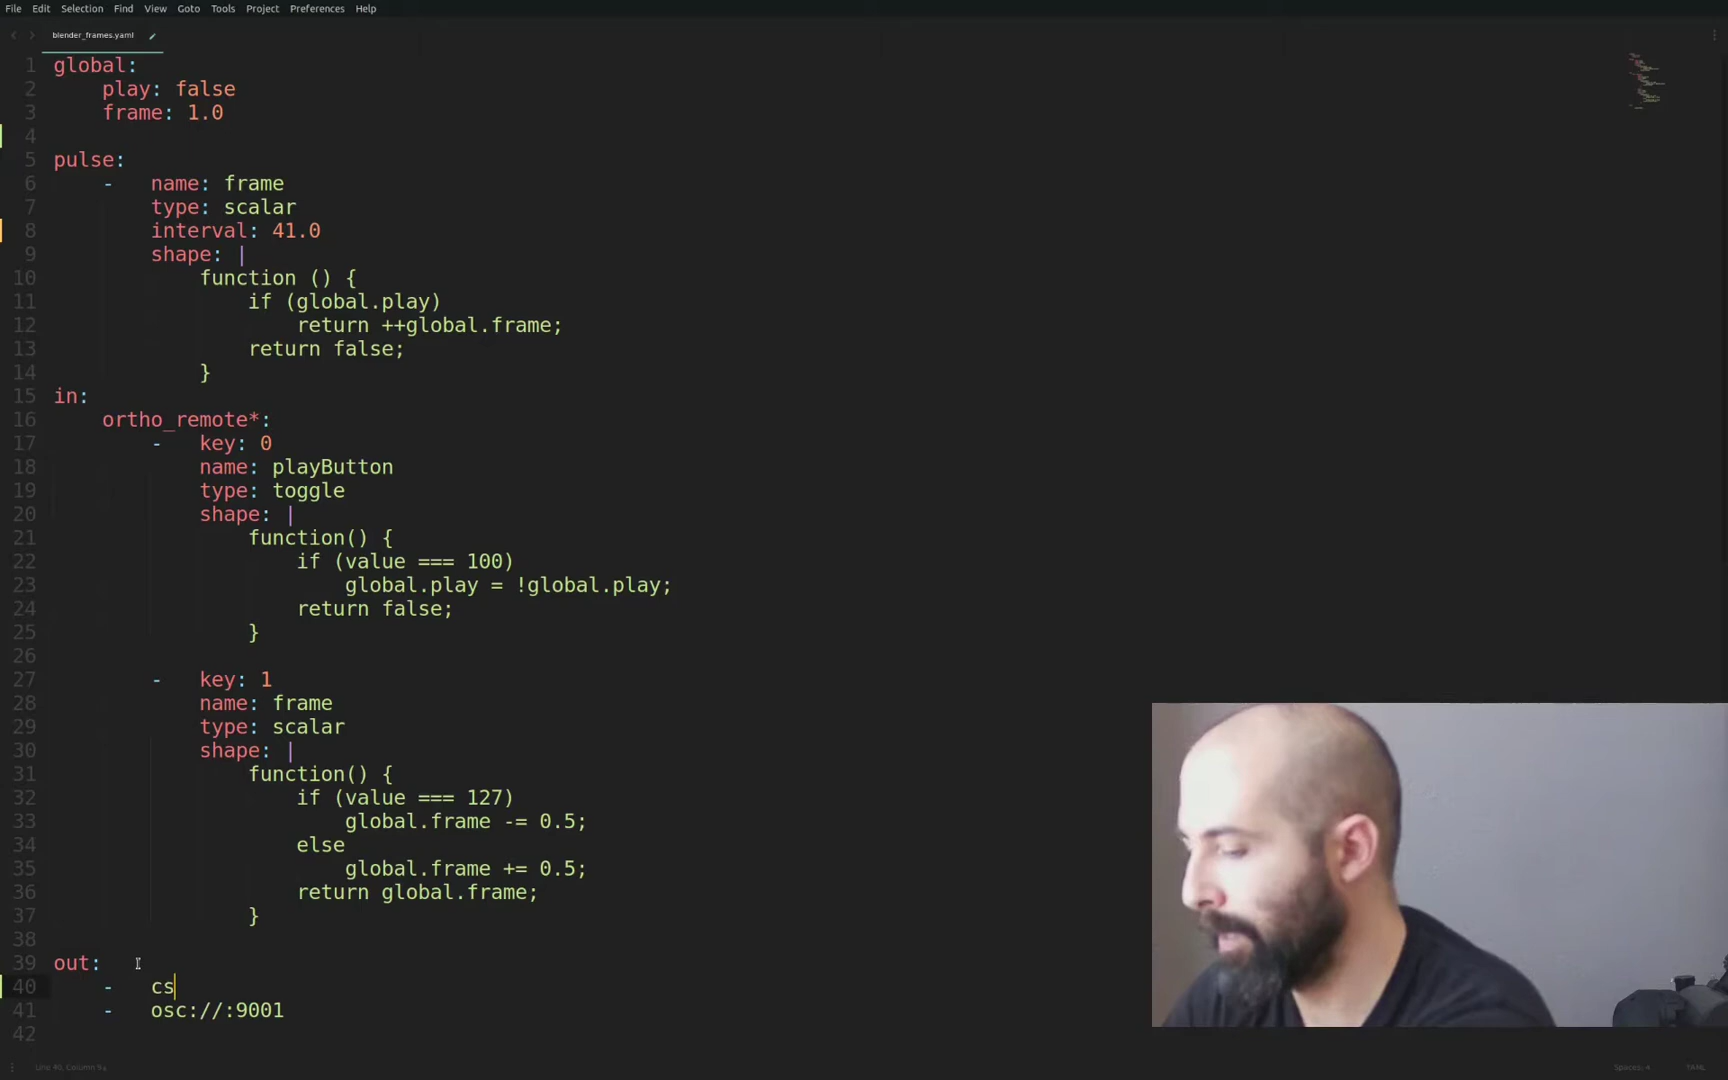 File Edit Selection Find View Goto Tools Project Preferences Help
blender_frames.yaml
1 global:
2 play: false
3 frame: 1.0
4
5 pulse:
6 - name: frame
7 type: scalar
8 interval: 41.0
9 shape: |
10 function () {
11 if (global.play)
12 return ++global.frame;
13 return false;
14 }
15 in:
16 ortho_remote*:
17 - key: 0
18 name: playButton
19 type: toggle
20 shape: |
21 function() {
22 if (value === 100)
23 global.play = !global.play;
24 return false;
25 }
26
27 - key: 1
28 name: frame
29 type: scalar
30 shape: |
31 function() {
32 if (value === 127)
33 global.frame -= 0.5;
34 else
35 global.frame += 0.5;
36 return global.frame;
37 }
38
39 out:
40 - cs
41 - osc://:9001
42
Line 40, Column
Spaces: 4 YAML